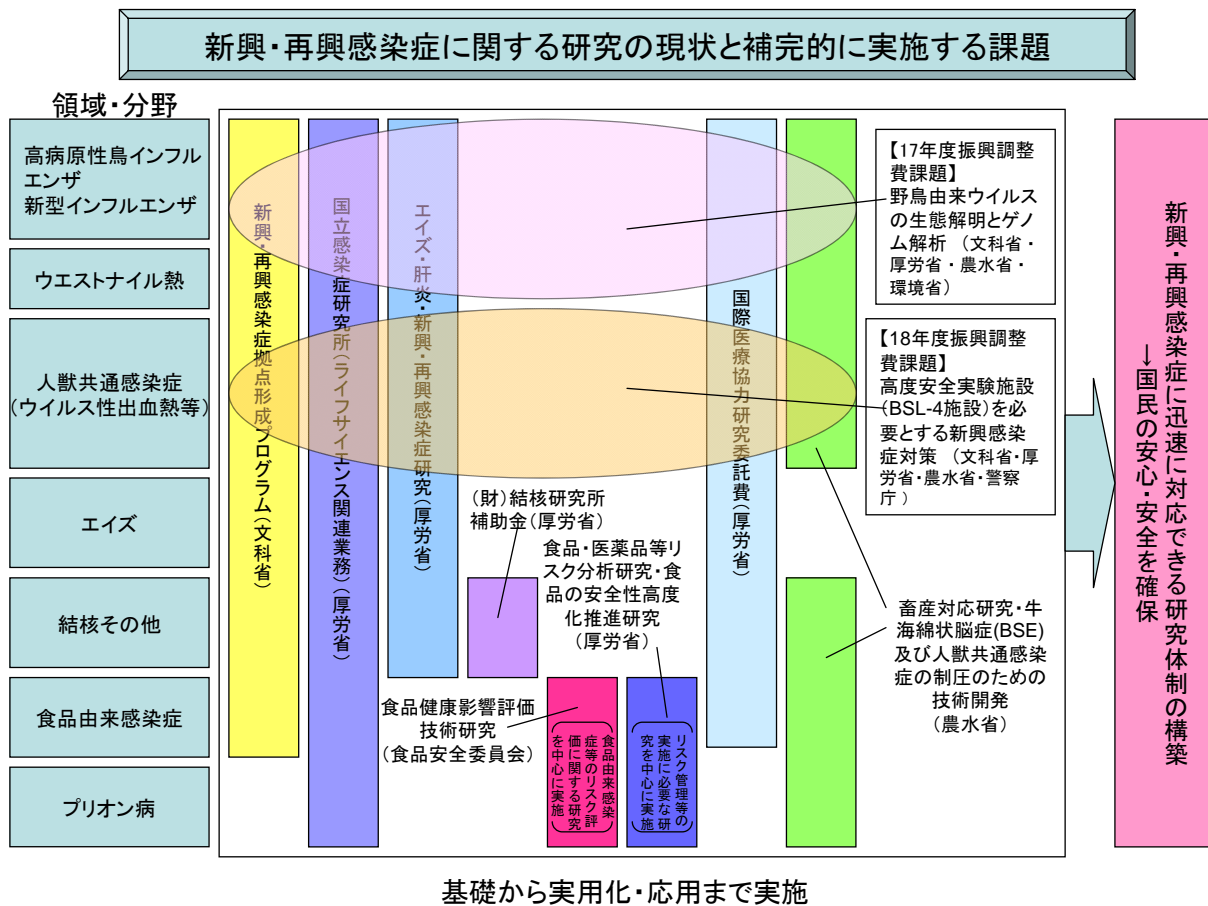 新興・再興感染症に関する研究の現状と補完的に実施する課題
領域・分野
高病原性鳥インフル
エンザ
新型インフルエンザ
ウエストナイル熱
人獣共通感染症
(ウイルス性出血熱等)
エイズ
結核その他
食品由来感染症
プリオン病
新興・再興感染症拠点形成プログラム(文科省)
国立感染症研究所(ライフサイエンス関連業務)(厚労省)
エイズ・肝炎・新興・再興感染症研究(厚労省)
(財)結核研究所
補助金(厚労省)
食品・医薬品等リ
スク分析研究・食
品の安全性高度
化推進研究
(厚労省)
食品健康影響評価
技術研究
(食品安全委員会)
食品由来感染
症等のリスク評
価に関する研究
を中心に実施
リスク管理等の
実施に必要な研
究を中心に実施
国際医療協力研究委託費(厚労省)
【17年度振興調整
費課題】
野鳥由来ウイルス
の生態解明とゲノ
ム解析 (文科省・
厚労省・農水省・
環境省)
【18年度振興調整
費課題】
高度安全実験施設
(BSL-4施設)を必
要とする新興感染
症対策 (文科省・厚
労省・農水省・警察
庁)
畜産対応研究・牛
海綿状脳症(BSE)
及び人獣共通感染
症の制圧のための
技術開発
(農水省)
新興・再興感染症に迅速に対応できる研究体制の構築
→国民の安心・安全を確保
基礎から実用化・応用まで実施